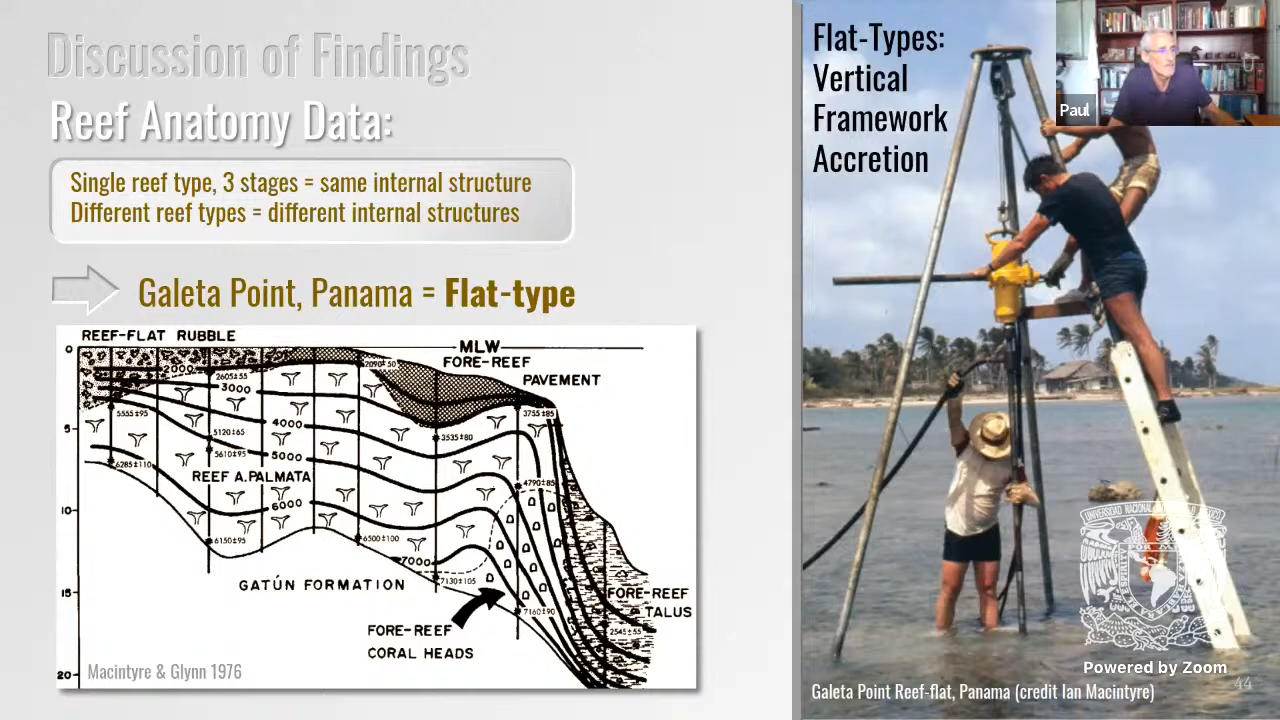 Discussion of Findings
Reef Anatomy Data:
Single reef type, 3 stages = same internal structure
Different reef types = different internal structures
Galeta Point, Panama = Flat-type
REEF-FLAT RUBBLE
MLW
FORE-REEF
PAVEMENT
0
5
10
15
20
2000
2605±55
2090±50
3000
3755±85
5555±95
4000
5120±65
3535±80
5610±95
5000
6285±110
REEF A.PALMATA
4790±85
6000
6150±95
6500±100
7000
7130±105
GATÚN FORMATION
7160±90
FORE-REEF
TALUS
2545±55
FORE-REEF
CORAL HEADS
Macintyre & Glynn 1976
Flat-Types:
Vertical
Framework
Accretion
Paul
Powered by Zoom
Galeta Point Reef-flat, Panama (credit Ian Macintyre)
44